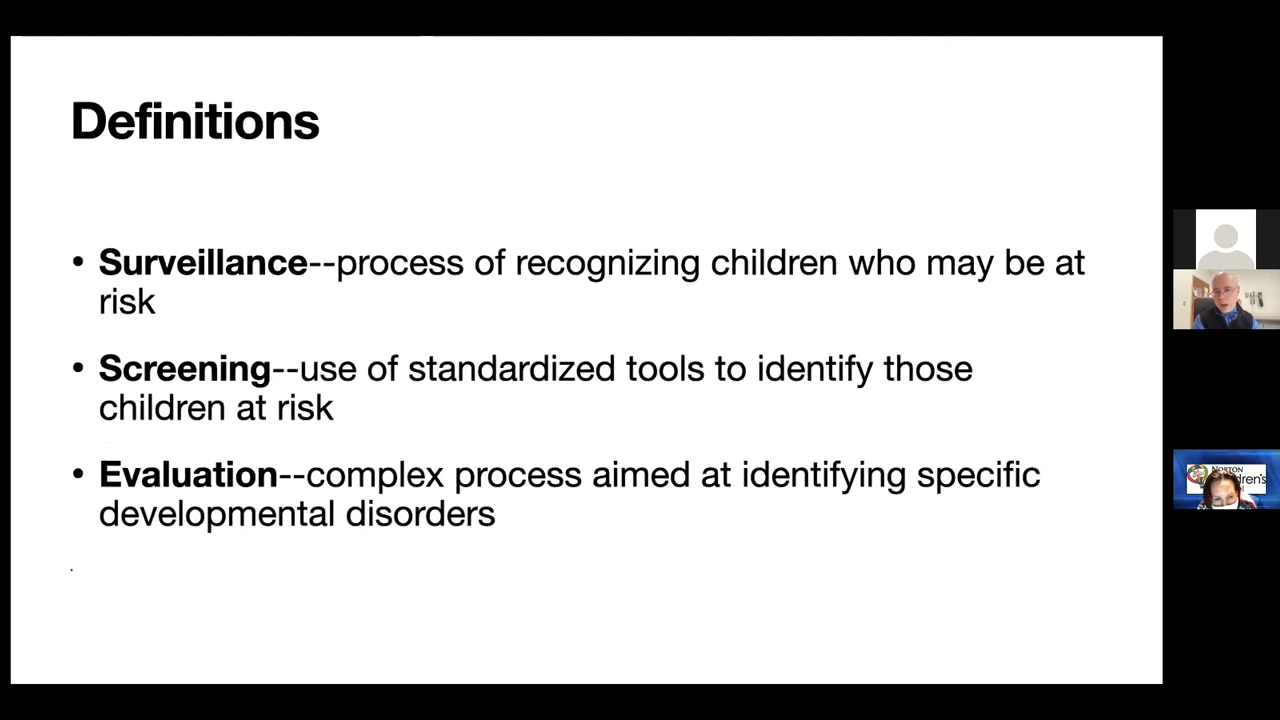 Definitions
• Surveillance--process of recognizing children who may be at
risk
• Screening--use of standardized tools to identify those
children at risk
• Evaluation--complex process aimed at identifying specific
developmental disorders
.
NORTON